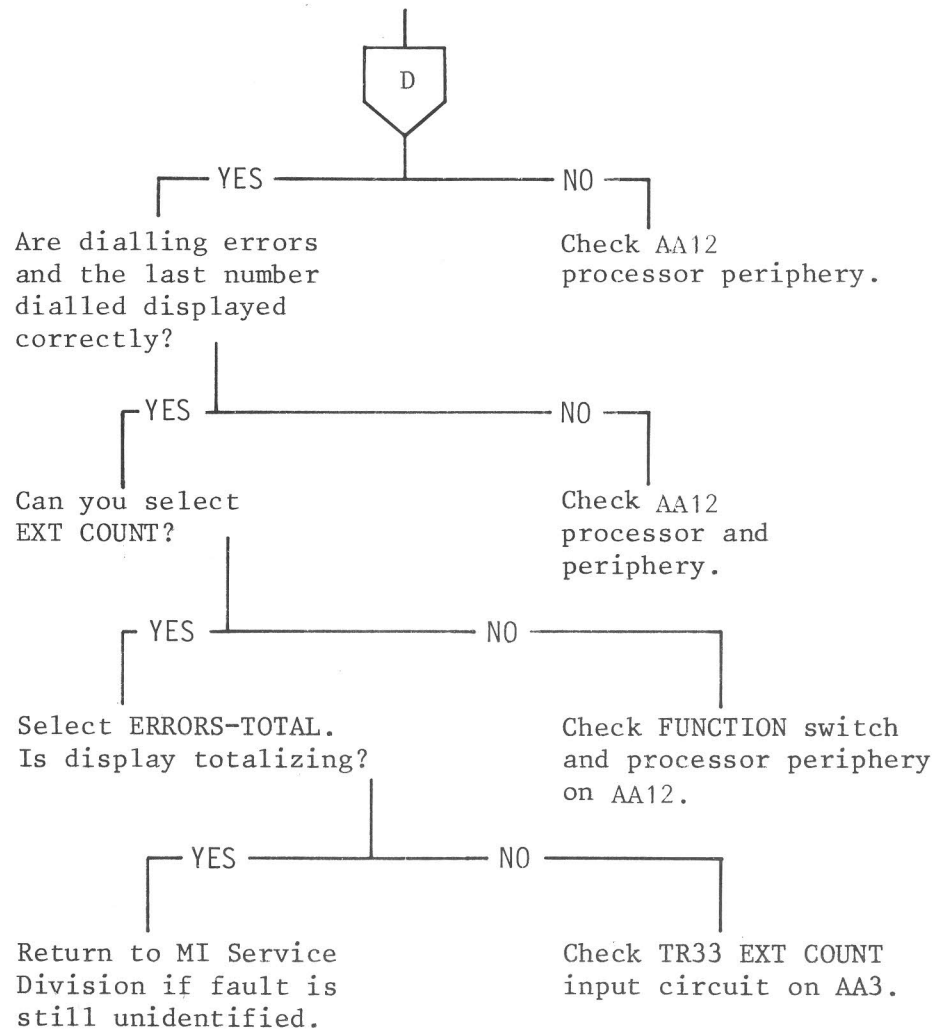 D
YES NO
Are dialling errors
and the last number
dialled displayed
correctly?
Check AA12
processor periphery.
YES NO
Can you select
EXT COUNT?
Check AA12
processor and
periphery.
YES NO
Select ERRORS-TOTAL.
Is display totalizing?
Check FUNCTION switch
and processor periphery
on AA12.
YES NO
Return to MI Service
Division if fault is
still unidentified.
Check TR33 EXT COUNT
input circuit on AA3.